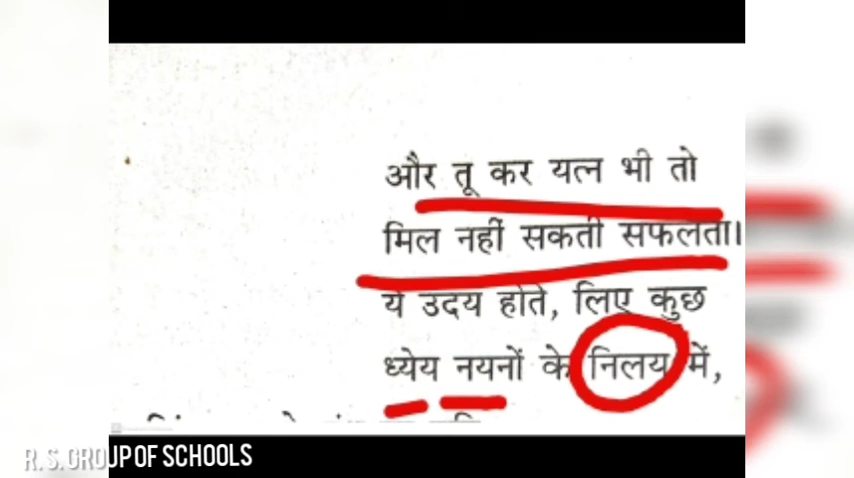 और तू कर यत्न भी तो
मिल नहीं सकती सफलता।
ये उदय होते, लिए कुछ
ध्येय नयनों के निलय में,
R. S. GROUP OF SCHOOLS